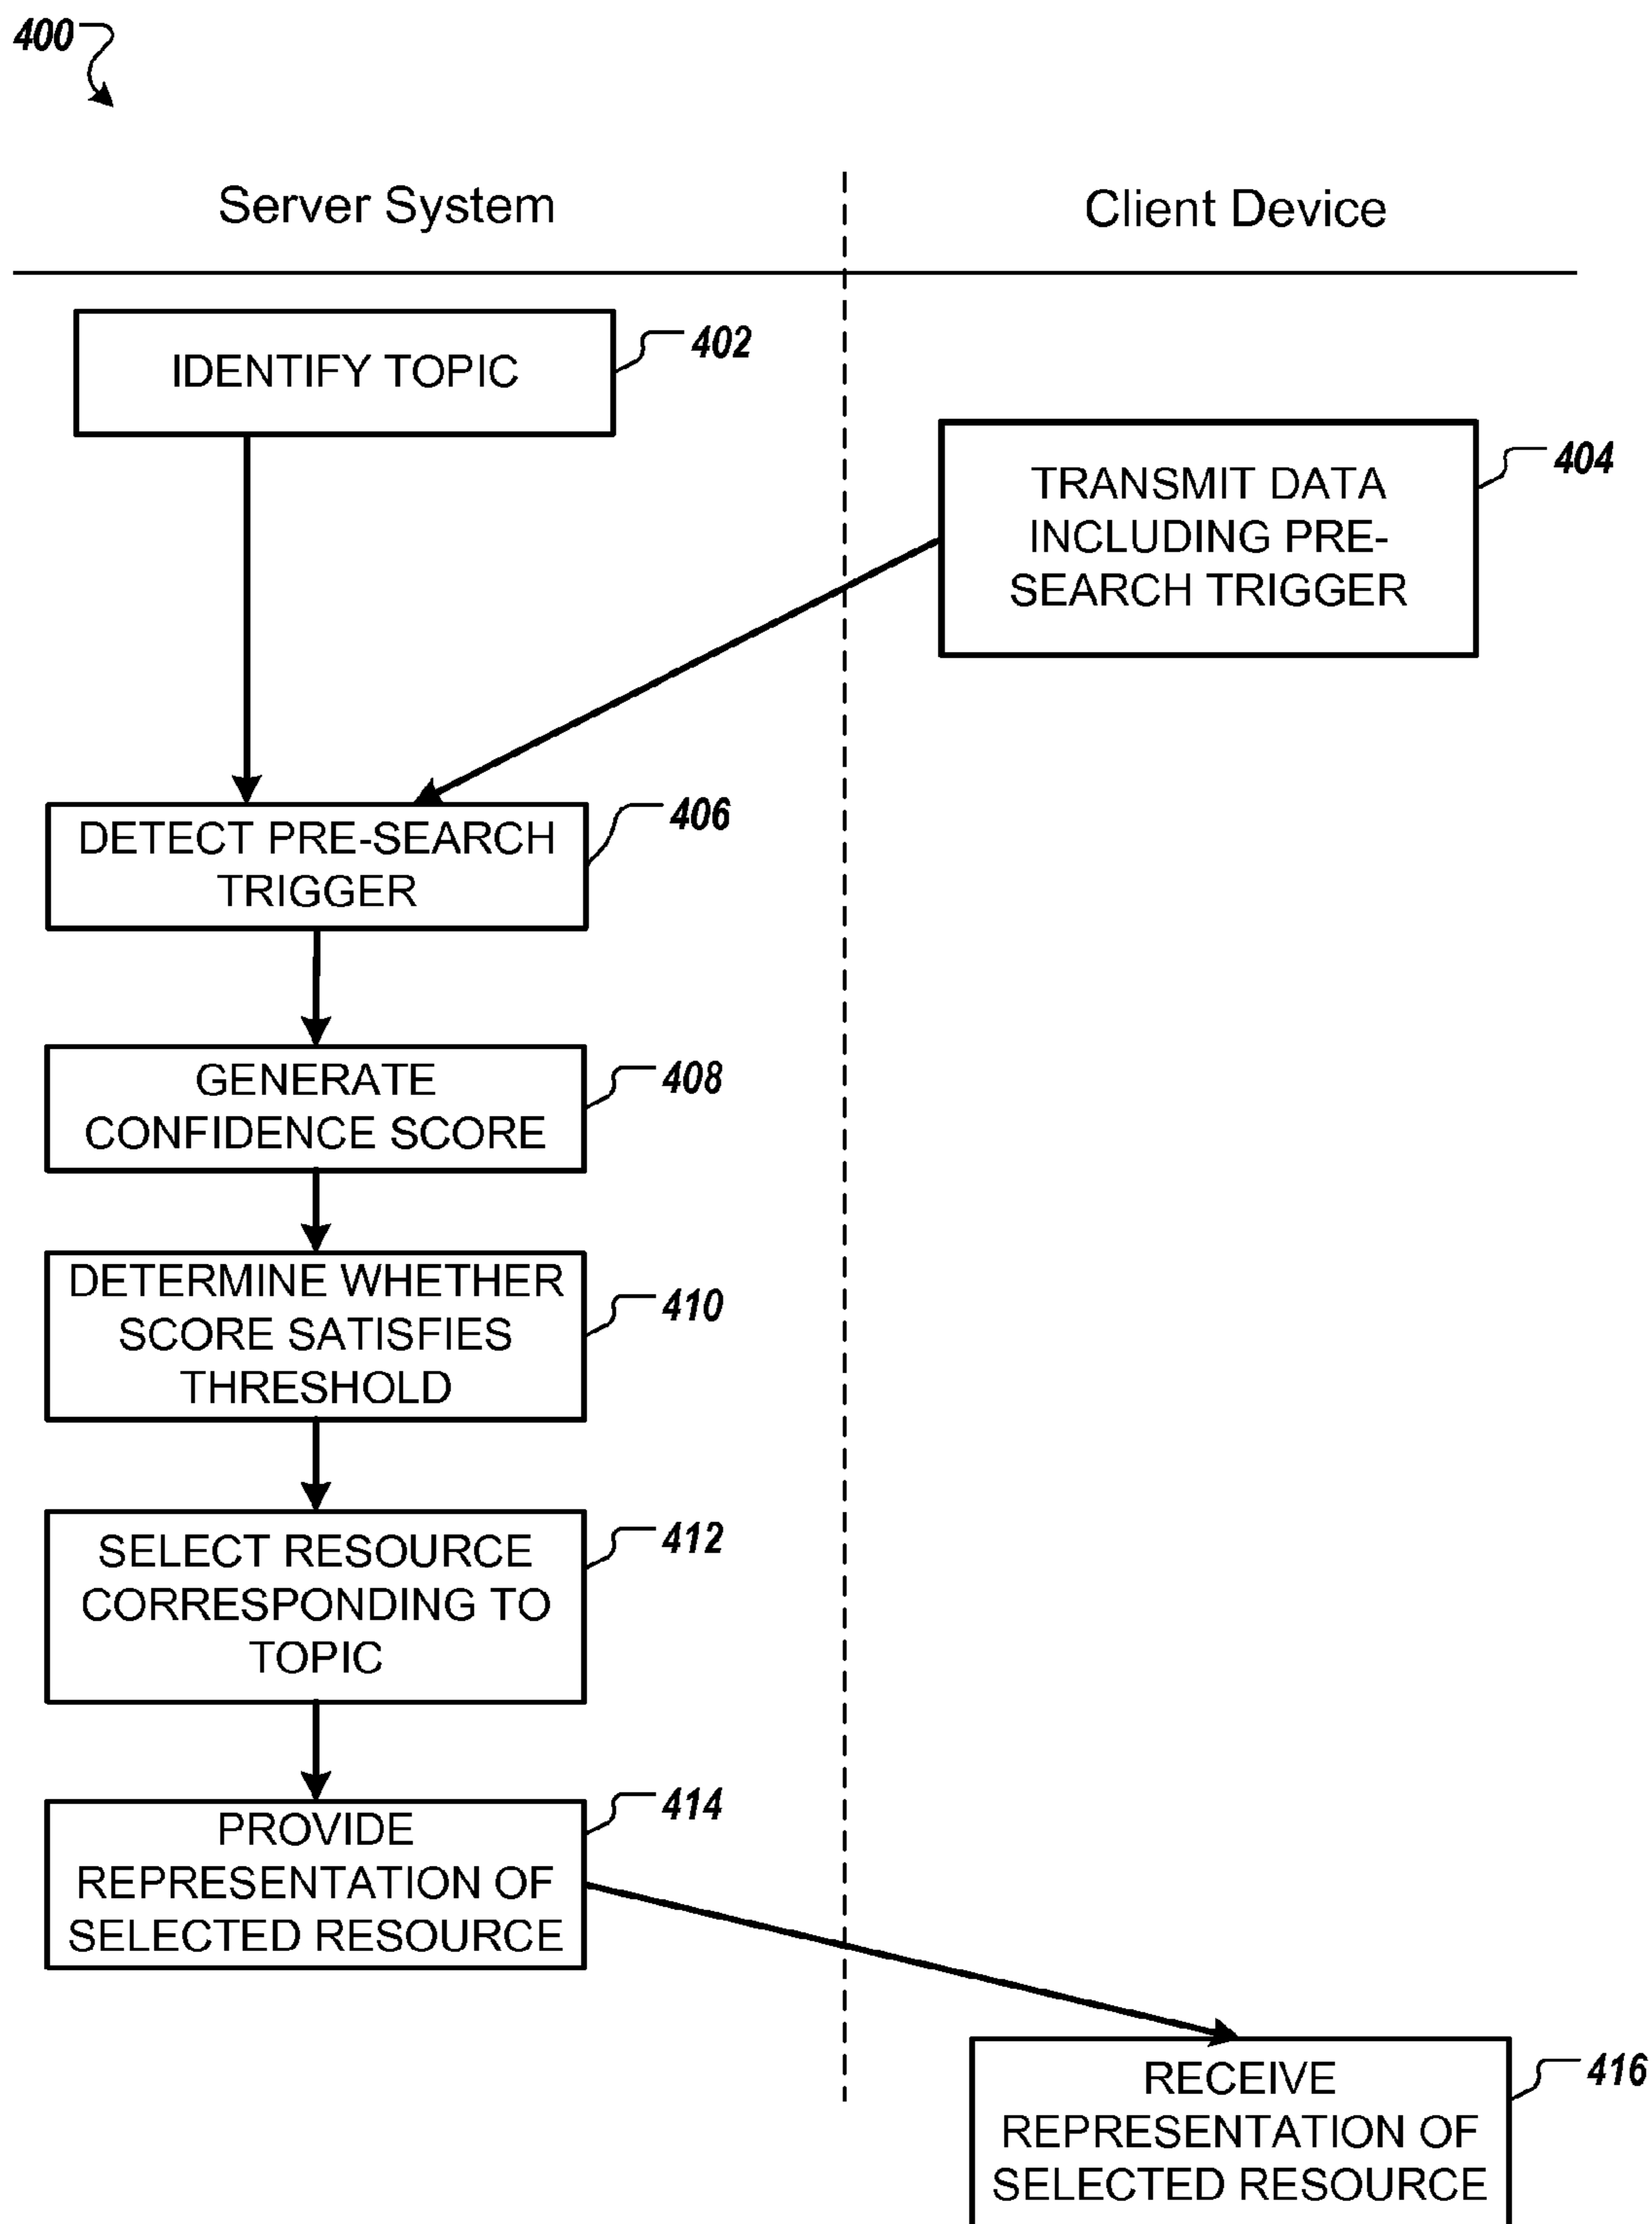 400
Server System
Client Device
IDENTIFY TOPIC
402
TRANSMIT DATA
INCLUDING PRE-
SEARCH TRIGGER
404
DETECT PRE-SEARCH
TRIGGER
406
GENERATE
CONFIDENCE SCORE
408
DETERMINE WHETHER
SCORE SATISFIES
THRESHOLD
410
SELECT RESOURCE
CORRESPONDING TO
TOPIC
412
PROVIDE
REPRESENTATION OF
SELECTED RESOURCE
414
RECEIVE
REPRESENTATION OF
SELECTED RESOURCE
416